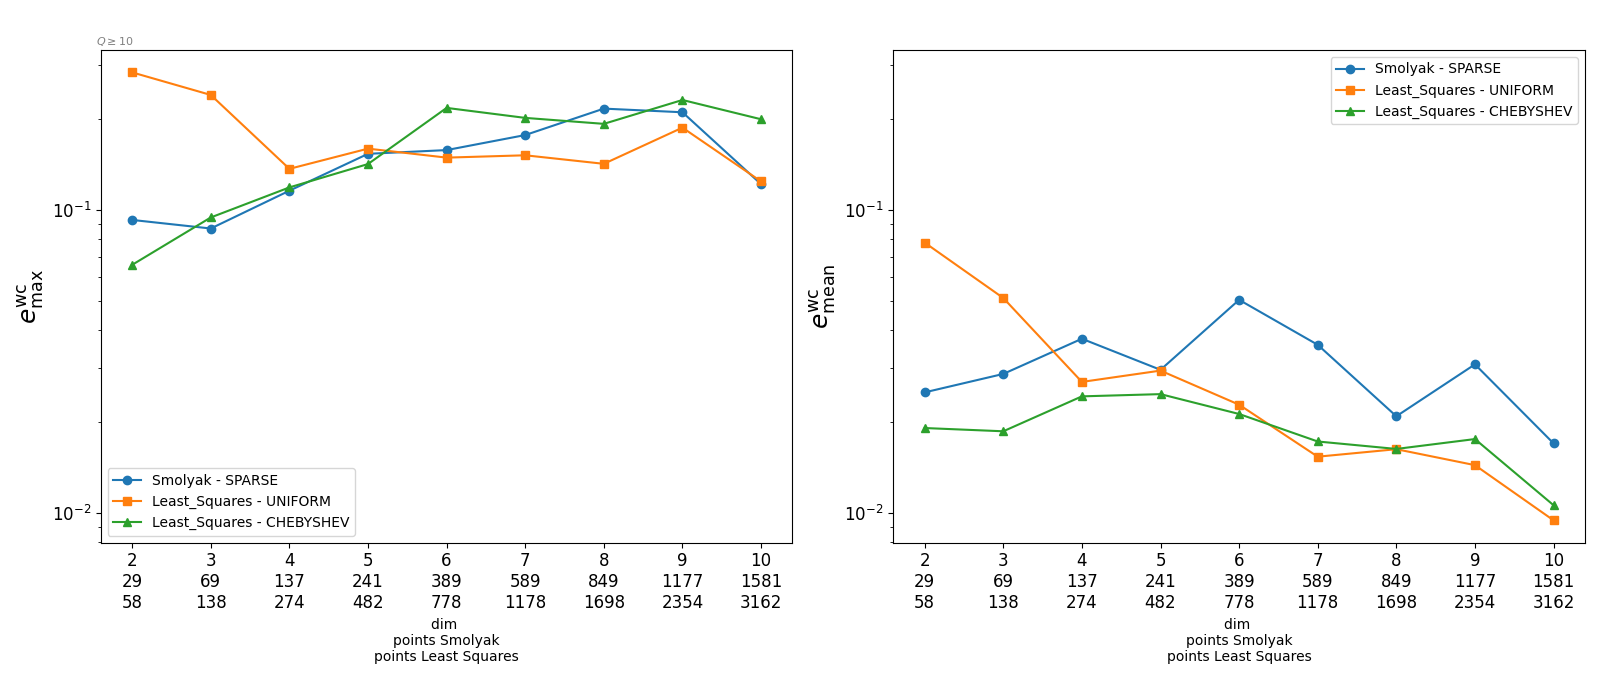 Q ≥ 10
10⁻¹
10⁻²
e^wc_max
Smolyak - SPARSE
Least_Squares - UNIFORM
Least_Squares - CHEBYSHEV
2 3 4 5 6 7 8 9 10
29 69 137 241 389 589 849 1177 1581
58 138 274 482 778 1178 1698 2354 3162
dim
points Smolyak
points Least Squares
Smolyak - SPARSE
Least_Squares - UNIFORM
Least_Squares - CHEBYSHEV
10⁻¹
10⁻²
e^wc_mean
2 3 4 5 6 7 8 9 10
29 69 137 241 389 589 849 1177 1581
58 138 274 482 778 1178 1698 2354 3162
dim
points Smolyak
points Least Squares